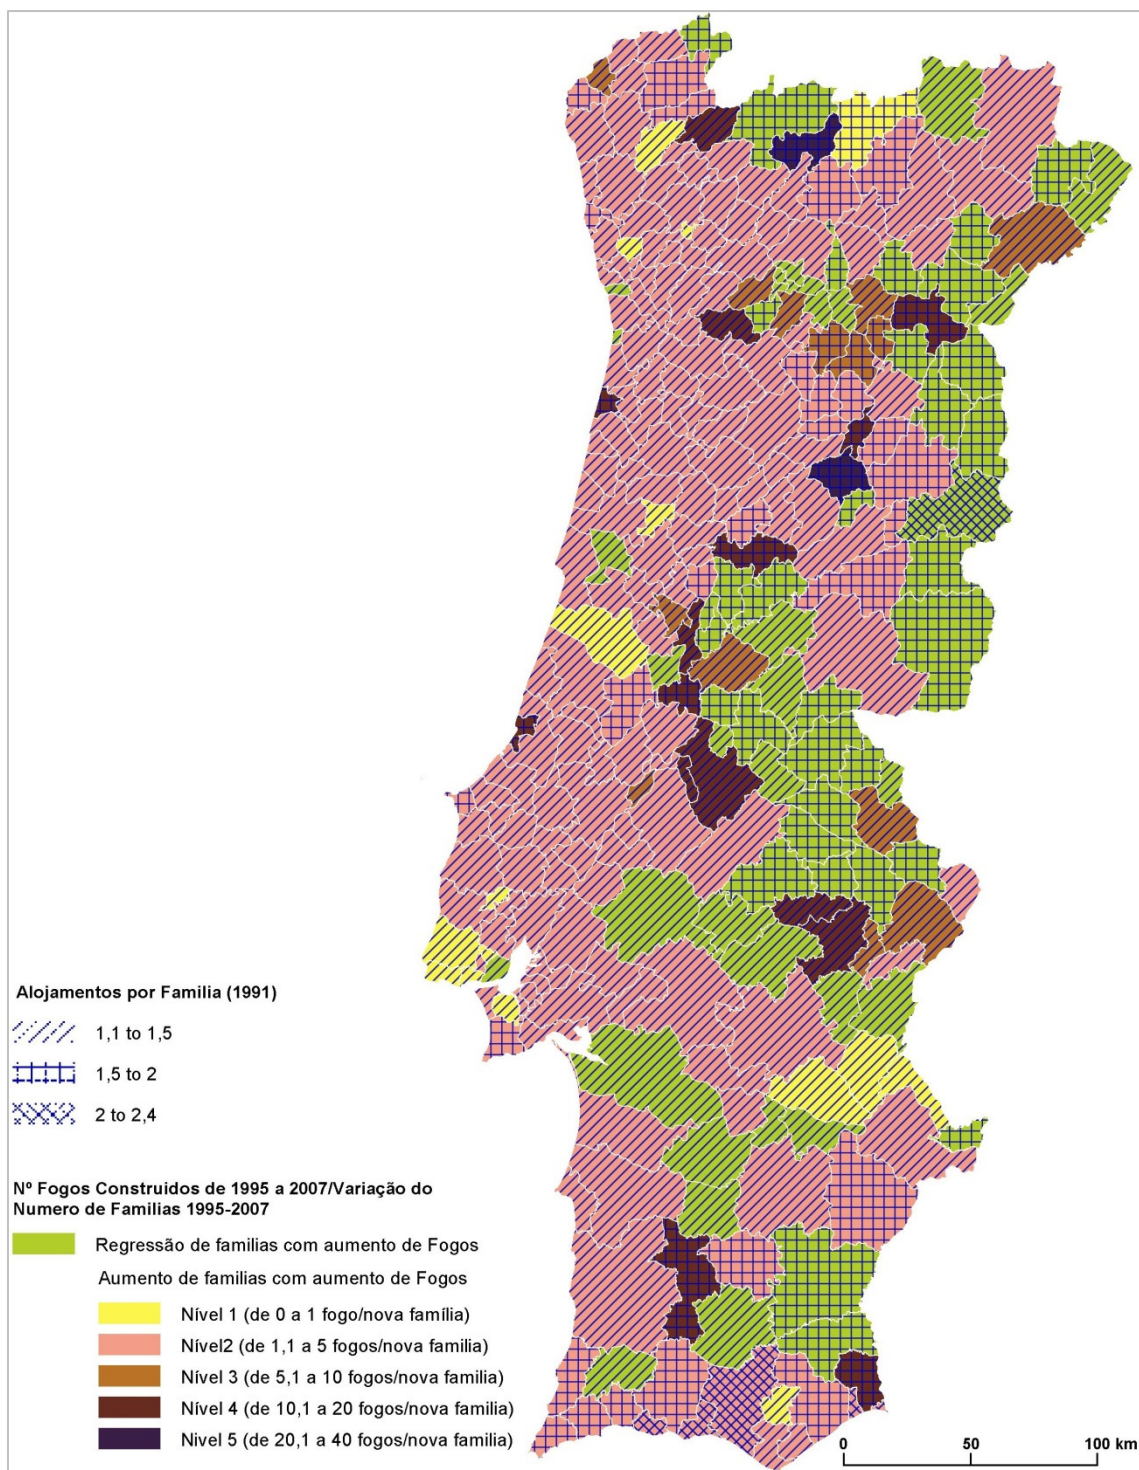 Alojamentos por Familia (1991)
1,1 to 1,5
1,5 to 2
2 to 2,4
Nº Fogos Construidos de 1995 a 2007/Variação do
Numero de Familias 1995-2007
Regressão de familias com aumento de Fogos
Aumento de familias com aumento de Fogos
Nível 1 (de 0 a 1 fogo/nova família)
Nível2 (de 1,1 a 5 fogos/nova familia)
Nível 3 (de 5,1 a 10 fogos/nova familia)
Nível 4 (de 10,1 a 20 fogos/nova familia)
Nivel 5 (de 20,1 a 40 fogos/nova familia)
0 50 100 km